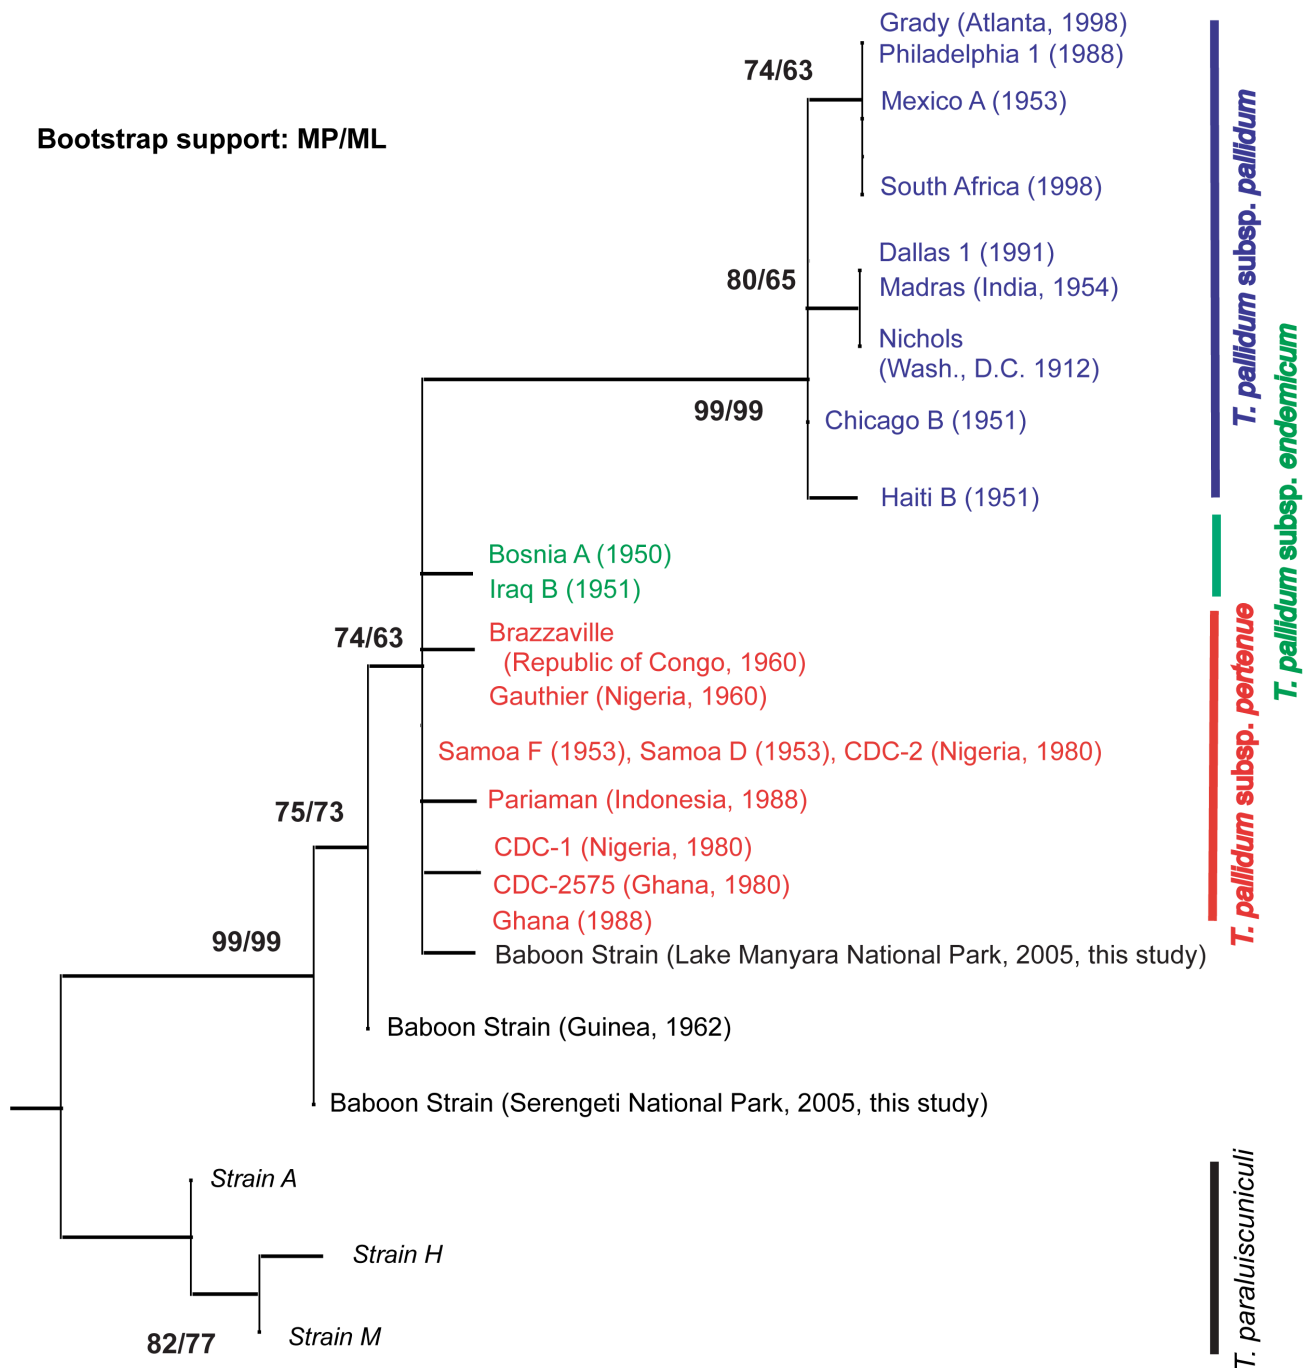 Grady (Atlanta, 1998)
Philadelphia 1 (1988)
74/63
Mexico A (1953)
Bootstrap support: MP/ML
South Africa (1998)
Dallas 1 (1991)
80/65
Madras (India, 1954)
Nichols
(Wash., D.C. 1912)
99/99
Chicago B (1951)
Haiti B (1951)
T. pallidum subsp. pallidum
Bosnia A (1950)
Iraq B (1951)
T. pallidum subsp. endemicum
74/63
Brazzaville
(Republic of Congo, 1960)
Gauthier (Nigeria, 1960)
Samoa F (1953), Samoa D (1953), CDC-2 (Nigeria, 1980)
Pariaman (Indonesia, 1988)
75/73
CDC-1 (Nigeria, 1980)
CDC-2575 (Ghana, 1980)
Ghana (1988)
T. pallidum subsp. pertenue
99/99
Baboon Strain (Lake Manyara National Park, 2005, this study)
Baboon Strain (Guinea, 1962)
Baboon Strain (Serengeti National Park, 2005, this study)
Strain A
Strain H
Strain M
82/77
T. paraluiscuniculi